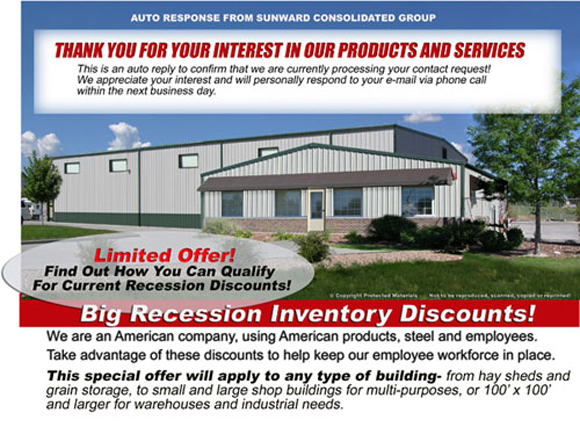 AUTO RESPONSE FROM SUNWARD CONSOLIDATED GROUP
THANK YOU FOR YOUR INTEREST IN OUR PRODUCTS AND SERVICES
This is an auto reply to confirm that we are currently processing your contact request!
We appreciate your interest and will personally respond to your e-mail via phone call
within the next business day.
Limited Offer!
Find Out How You Can Qualify
For Current Recession Discounts!
© Copyright Protected Materials ... Not to be reproduced, scanned, copied or reprinted!
Big Recession Inventory Discounts!
We are an American company, using American products, steel and employees.
Take advantage of these discounts to help keep our employee workforce in place.
This special offer will apply to any type of building- from hay sheds and
grain storage, to small and large shop buildings for multi-purposes, or 100' x 100'
and larger for warehouses and industrial needs.